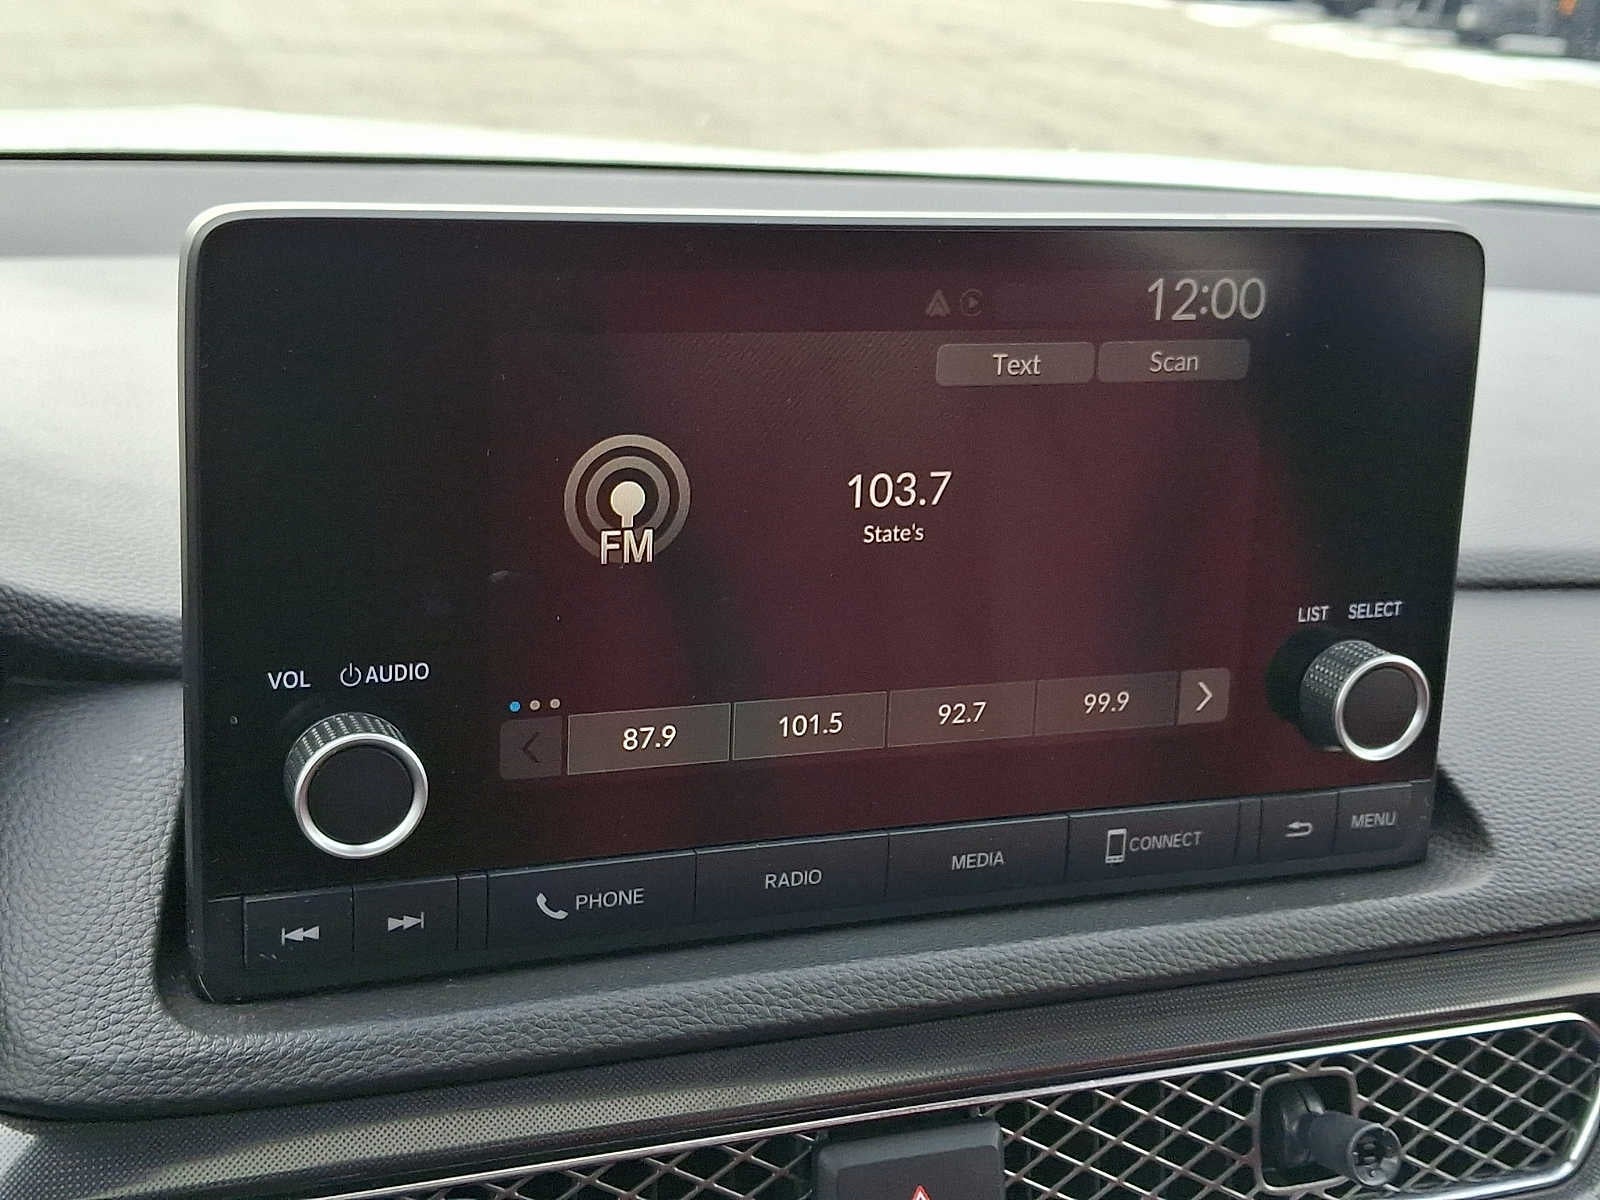 12:00
Text Scan
FM
103.7
State's
LIST SELECT
VOL AUDIO
87.9 101.5 92.7 99.9
PHONE RADIO MEDIA CONNECT MENU